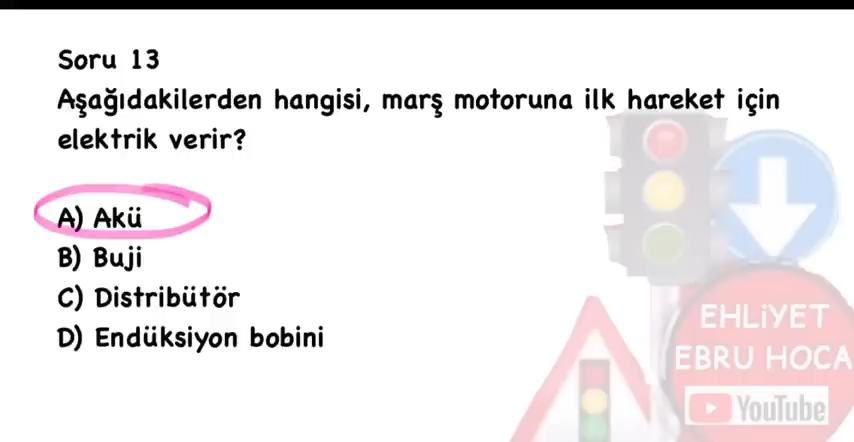 Soru 13
Aşağıdakilerden hangisi, marş motoruna ilk hareket için
elektrik verir?
A) Akü
B) Buji
C) Distribütör
D) Endüksiyon bobini
EHLİYET
EBRU HOCA
YouTube